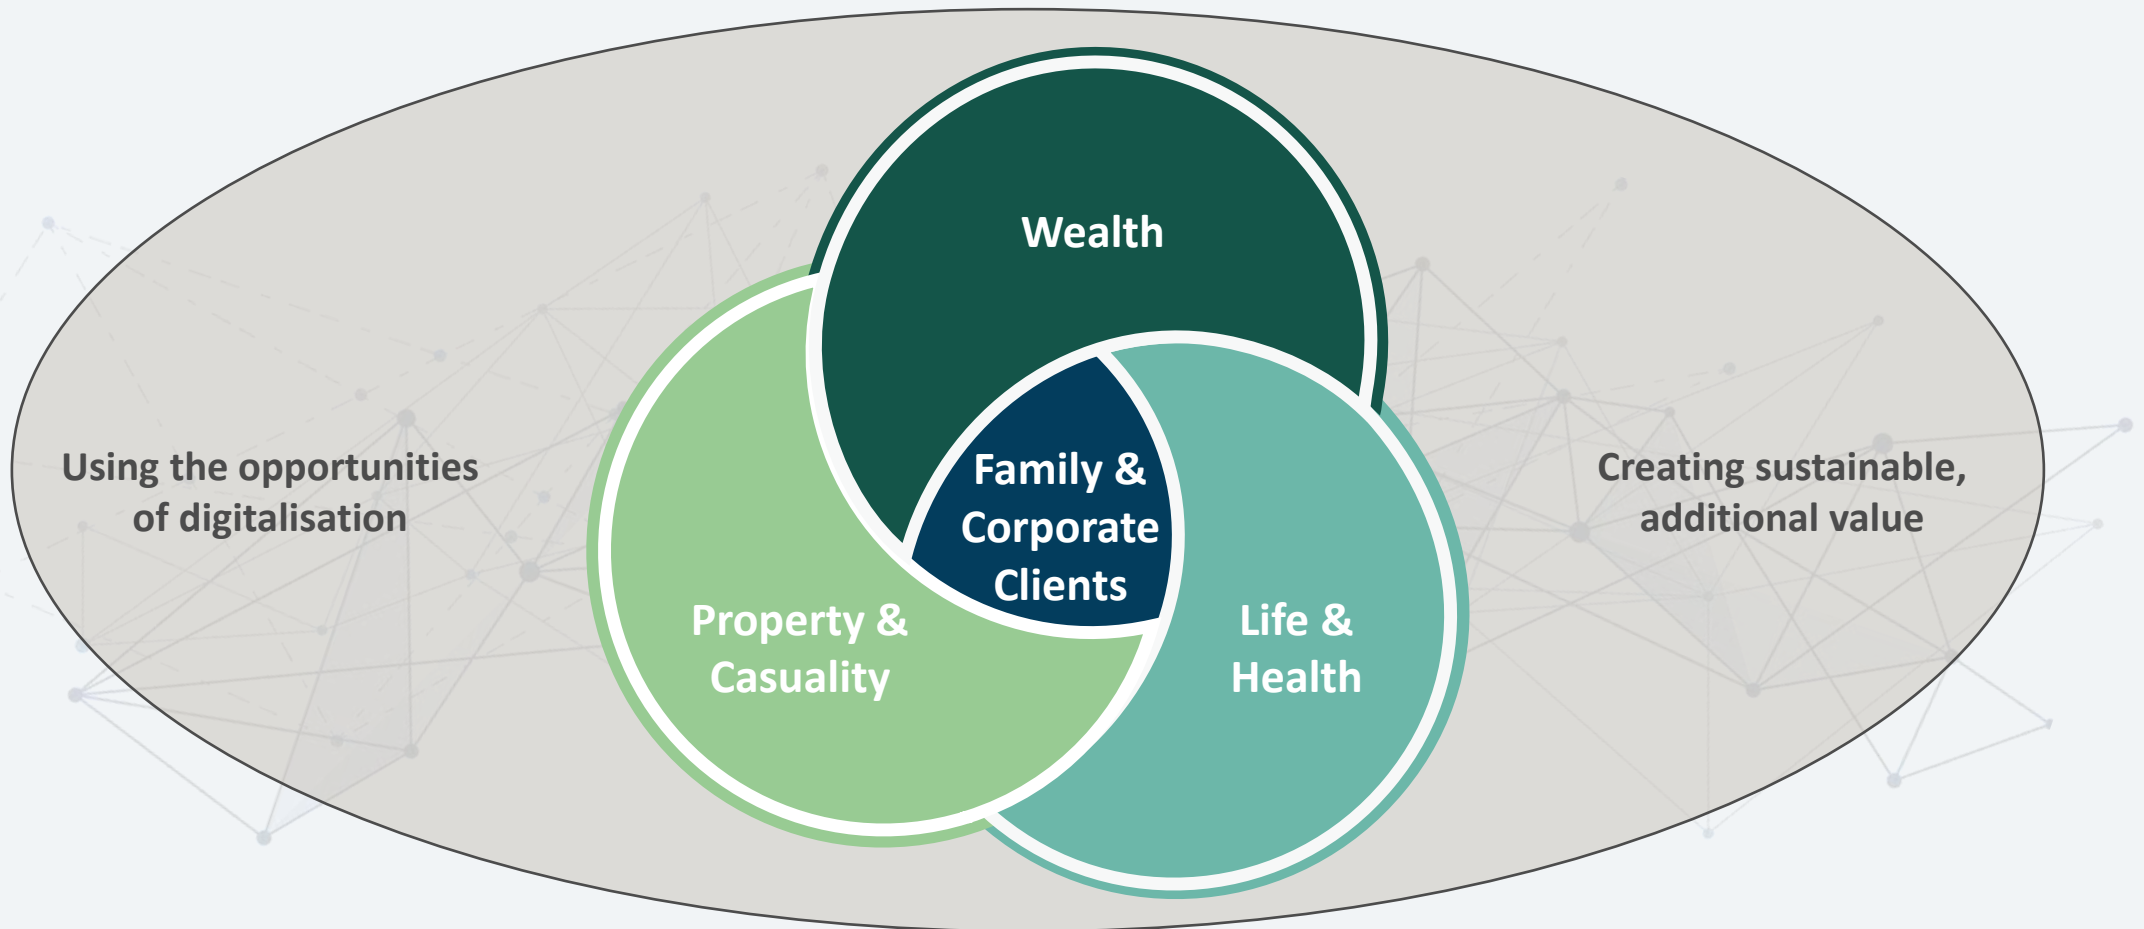 Wealth
Using the opportunities
of digitalisation
Family &
Corporate
Clients
Creating sustainable,
additional value
Property &
Casuality
Life &
Health